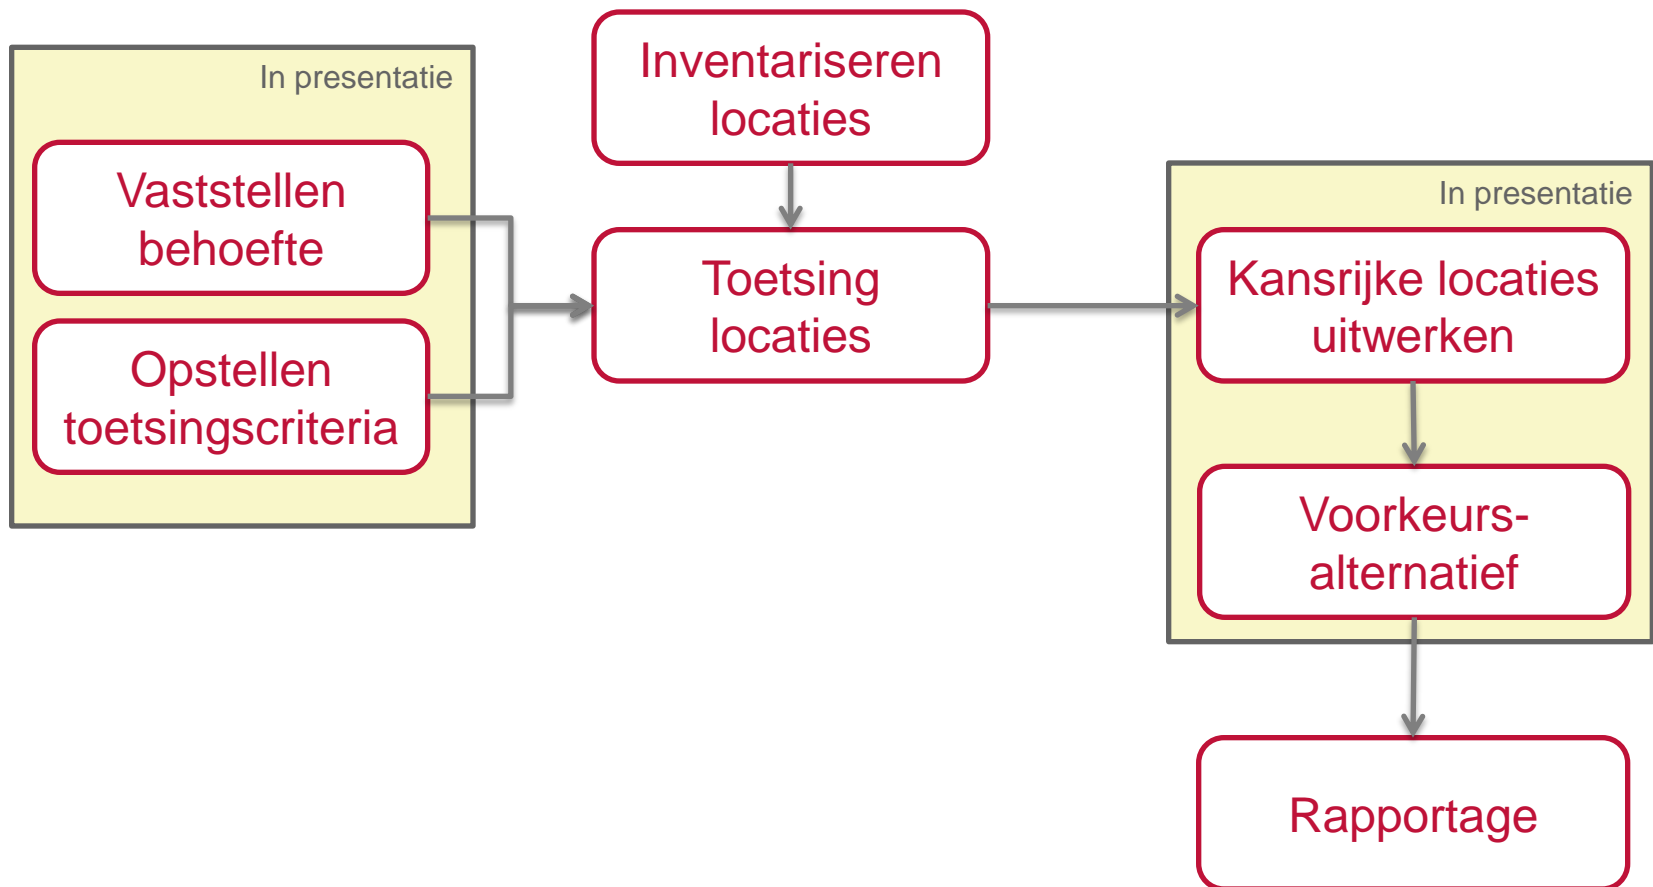 In presentatie
Vaststellen
behoefte
Opstellen
toetsingscriteria
Inventariseren
locaties
Toetsing
locaties
In presentatie
Kansrijke locaties
uitwerken
Voorkeurs-
alternatief
Rapportage